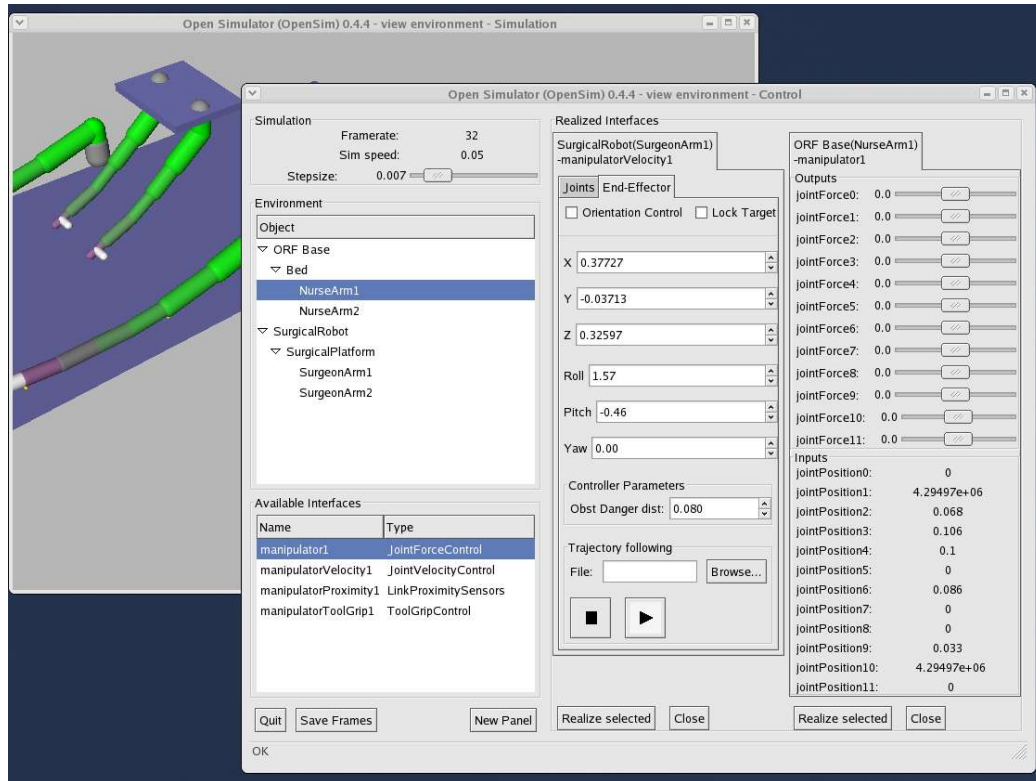 Open Simulator (OpenSim) 0.4.4 - view environment - Simulation
Open Simulator (OpenSim) 0.4.4 - view environment - Control
Simulation
Framerate: 32
Sim speed: 0.05
Stepsize: 0.007
Environment
Object
ORF Base
Bed
NurseArm1
NurseArm2
SurgicalRobot
SurgicalPlatform
SurgeonArm1
SurgeonArm2
Available Interfaces
Name Type
manipulator1 JointForceControl
manipulatorVelocity1 JointVelocityControl
manipulatorProximity1 LinkProximitySensors
manipulatorToolGrip1 ToolGripControl
Quit Save Frames New Panel
Realized Interfaces
SurgicalRobot(SurgeonArm1)
-manipulatorVelocity1
Joints End-Effector
Orientation Control Lock Target
X 0.37727
Y -0.03713
Z 0.32597
Roll 1.57
Pitch -0.46
Yaw 0.00
Controller Parameters
Obst Danger dist: 0.080
Trajectory following
File: Browse...
Realize selected Close
ORF Base(NurseArm1)
-manipulator1
Outputs
jointForce0: 0.0
jointForce1: 0.0
jointForce2: 0.0
jointForce3: 0.0
jointForce4: 0.0
jointForce5: 0.0
jointForce6: 0.0
jointForce7: 0.0
jointForce8: 0.0
jointForce9: 0.0
jointForce10: 0.0
jointForce11: 0.0
Inputs
jointPosition0: 0
jointPosition1: 4.29497e+06
jointPosition2: 0.068
jointPosition3: 0.106
jointPosition4: 0.1
jointPosition5: 0
jointPosition6: 0.086
jointPosition7: 0
jointPosition8: 0
jointPosition9: 0.033
jointPosition10: 4.29497e+06
jointPosition11: 0
Realize selected Close
OK